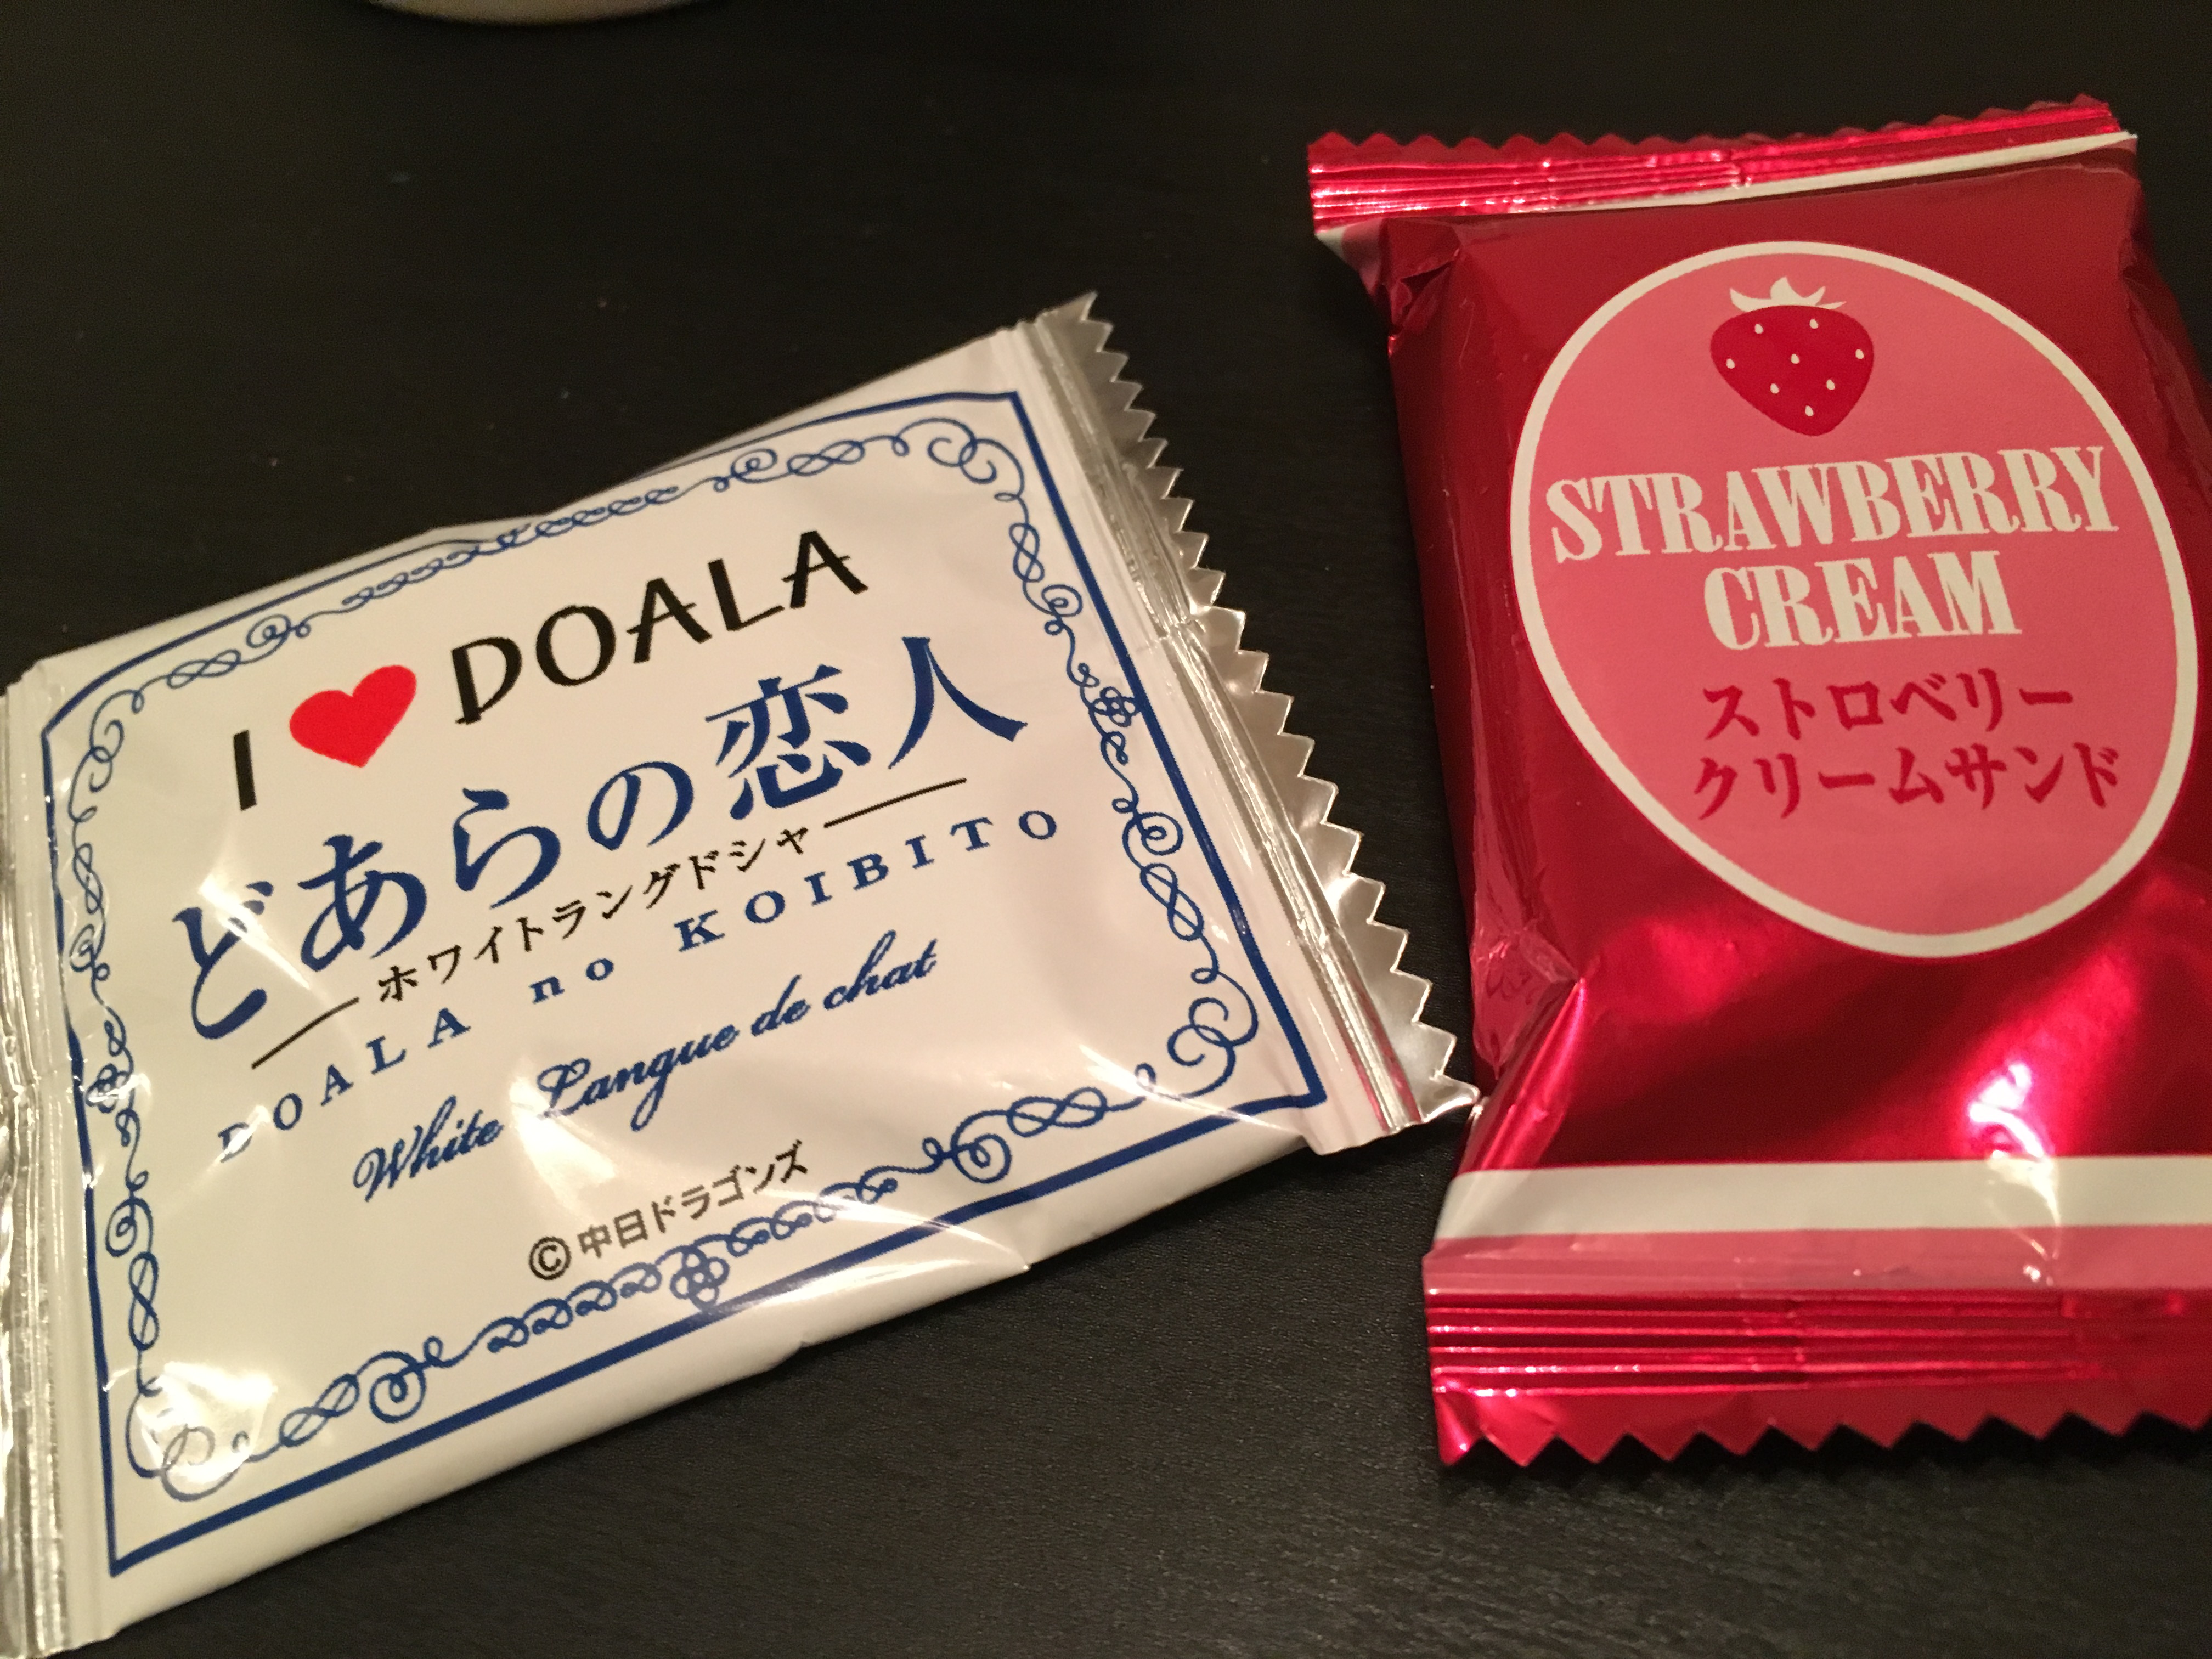 I ♥ DOALA
どあらの恋人
ホワイトラングドシャ
DOALA no KOIBITO
White Langue de chat
©中日ドラゴンズ
STRAWBERRY
CREAM
ストロベリー
クリームサンド